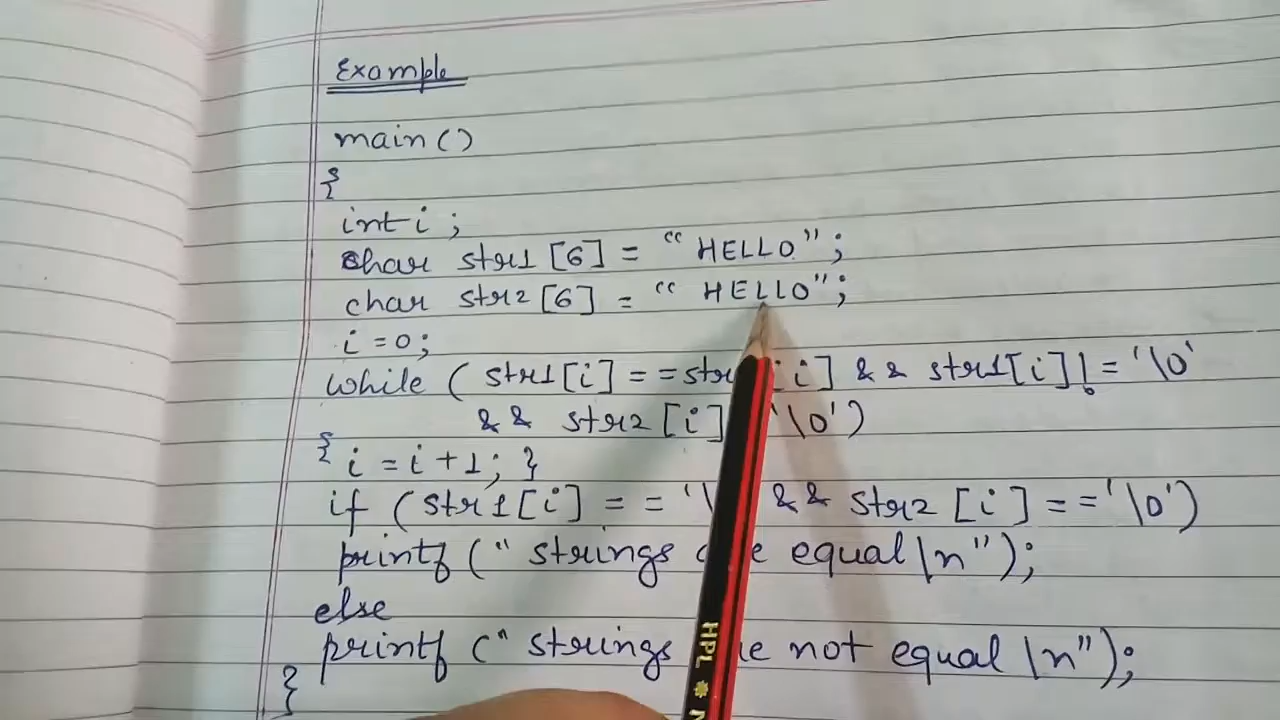 Example
main ()
{
int i ;
char str1 [6] = “ HELLO” ;
char str2 [6] = “ HELLO” ;
i = 0 ;
while ( str1[i] = = str [i] && str1[i] != '\0'
&& str2 [i] '\0' )
{ i = i + 1; }
if ( str1[i] = = '\ && str2 [i] == '\0' )
printf (" strings equal \n");
else
printf (" strings not equal \n");
}
HPL